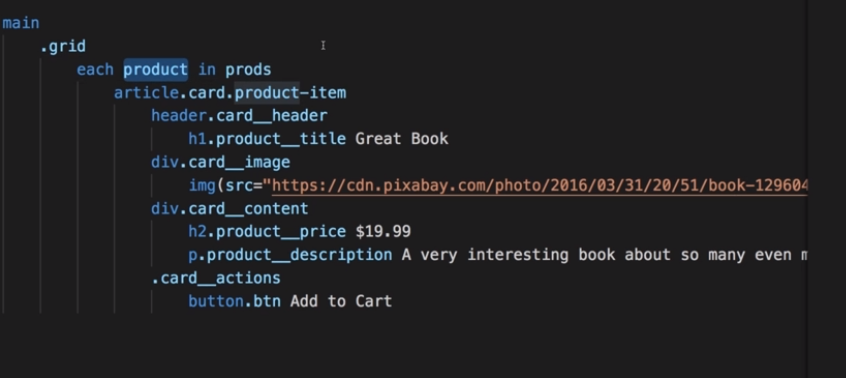 main
.grid
each product in prods
article.card.product-item
header.card__header
h1.product__title Great Book
div.card__image
img(src="https://cdn.pixabay.com/photo/2016/03/31/20/51/book-129604
div.card__content
h2.product__price $19.99
p.product__description A very interesting book about so many even
.card__actions
button.btn Add to Cart